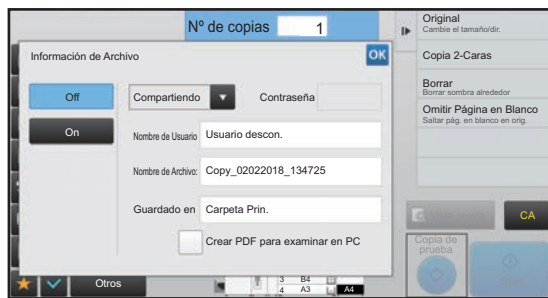 Nº de copias 1
Información de Archivo
OK
Off
On
Compartiendo
Contraseña
Nombre de Usuario
Usuario descon.
Nombre de Archivo:
Copy_02022018_134725
Guardado en
Carpeta Prin.
Crear PDF para examinar en PC
Otros
3 B4
4 A3
A4
Original
Cambie el tamaño/dir.
Copia 2-Caras
Borrar
Borrar sombra alrededor
Omitir Página en Blanco
Saltar pág. en blanco en orig.
CA
Copia de
prueba